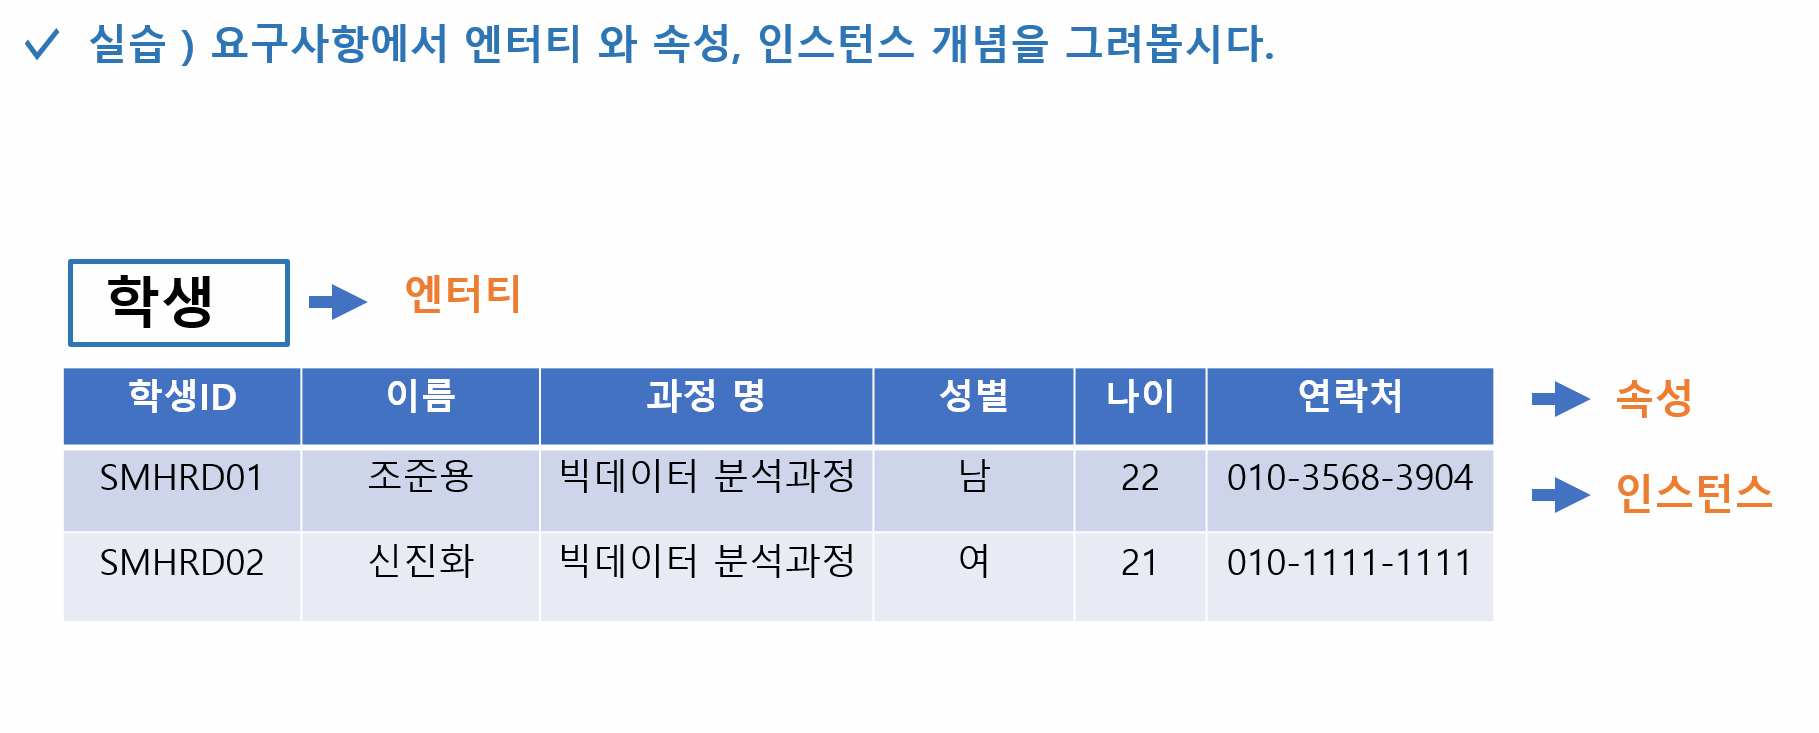 ✓ 실습 ) 요구사항에서 엔터티 와 속성, 인스턴스 개념을 그려봅시다.
학생 엔터티
학생ID 이름 과정 명 성별 나이 연락처 속성
SMHRD01 조준용 빅데이터 분석과정 남 22 010-3568-3904 인스턴스
SMHRD02 신진화 빅데이터 분석과정 여 21 010-1111-1111